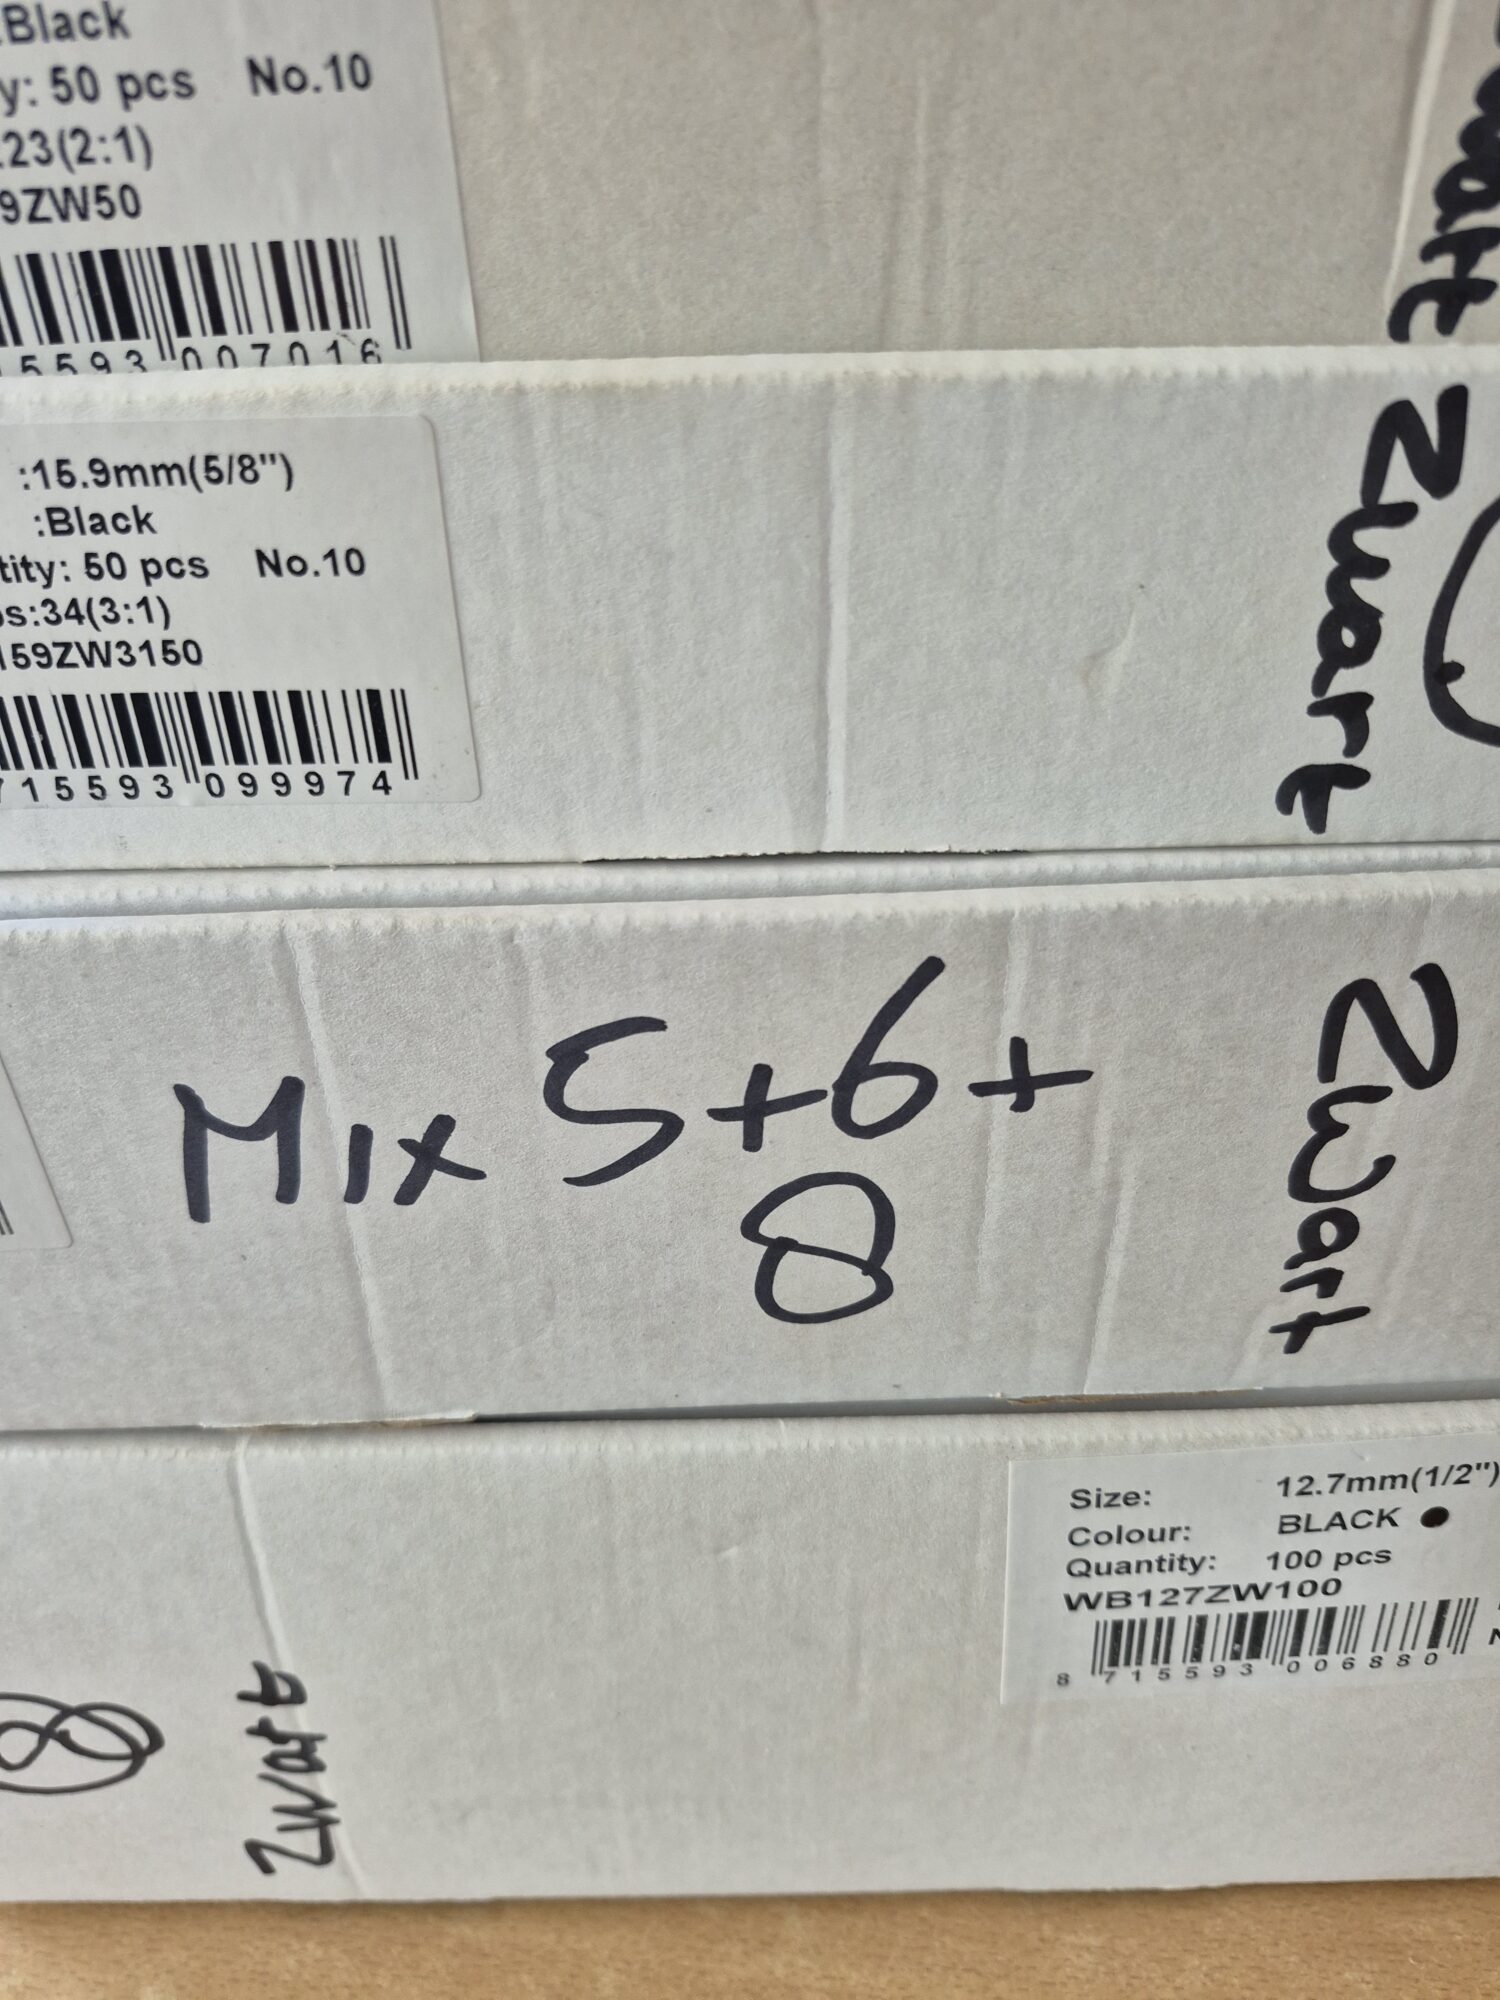 :Black
y: 50 pcs No.10
23(2:1)
9ZW50
5593 007016
Zwart
:15.9mm(5/8")
:Black
tity: 50 pcs No.10
s:34(3:1)
159ZW3150
715593 099974
Mix 5+6+
8
Zwart
Size: 12.7mm(1/2")
Colour: BLACK
Quantity: 100 pcs
WB127ZW100
8 715593 006880
8
Zwart